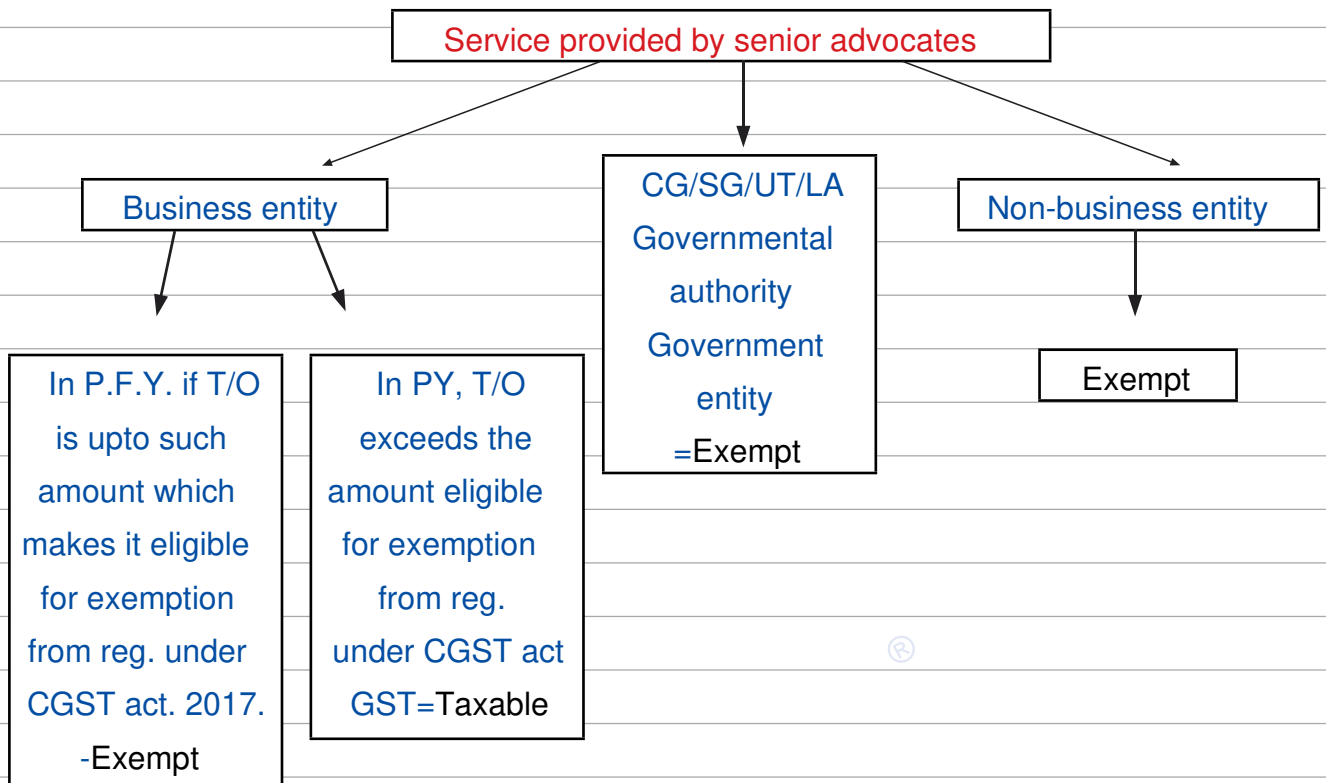 Service provided by senior advocates
Business entity
In P.F.Y. if T/O
is upto such
amount which
makes it eligible
for exemption
from reg. under
CGST act. 2017.
-Exempt
In PY, T/O
exceeds the
amount eligible
for exemption
from reg.
under CGST act
GST=Taxable
CG/SG/UT/LA
Governmental
authority
Government
entity
=Exempt
Non-business entity
Exempt
®